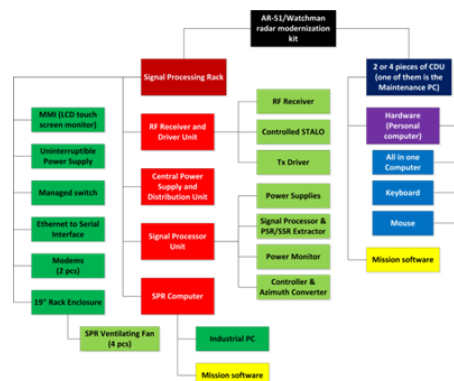 AR-51/Watchman
radar modernization
kit
Signal Processing Rack
2 or 4 pieces of CDU
(one of them is the
Maintenance PC)
MMI (LCD touch
screen monitor)
Uninterruptible
Power Supply
Managed switch
Ethernet to Serial
Interface
Modems
(2 pcs)
19" Rack Enclosure
SPR Ventilating Fan
(4 pcs)
RF Receiver and
Driver Unit
Central Power
Supply and
Distribution Unit
Signal Processor
Unit
SPR Computer
Industrial PC
Mission software
RF Receiver
Controlled STALO
Tx Driver
Power Supplies
Signal Processor &
PSR/SSR Extractor
Power Monitor
Controller &
Azimuth Converter
Hardware
(Personal
computer)
All in one
Computer
Keyboard
Mouse
Mission software